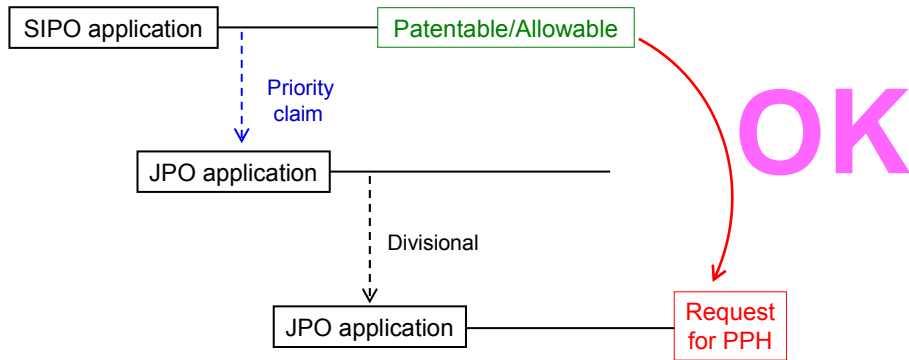 SIPO application
Patentable/Allowable
Priority
claim
OK
JPO application
Divisional
JPO application
Request
for PPH